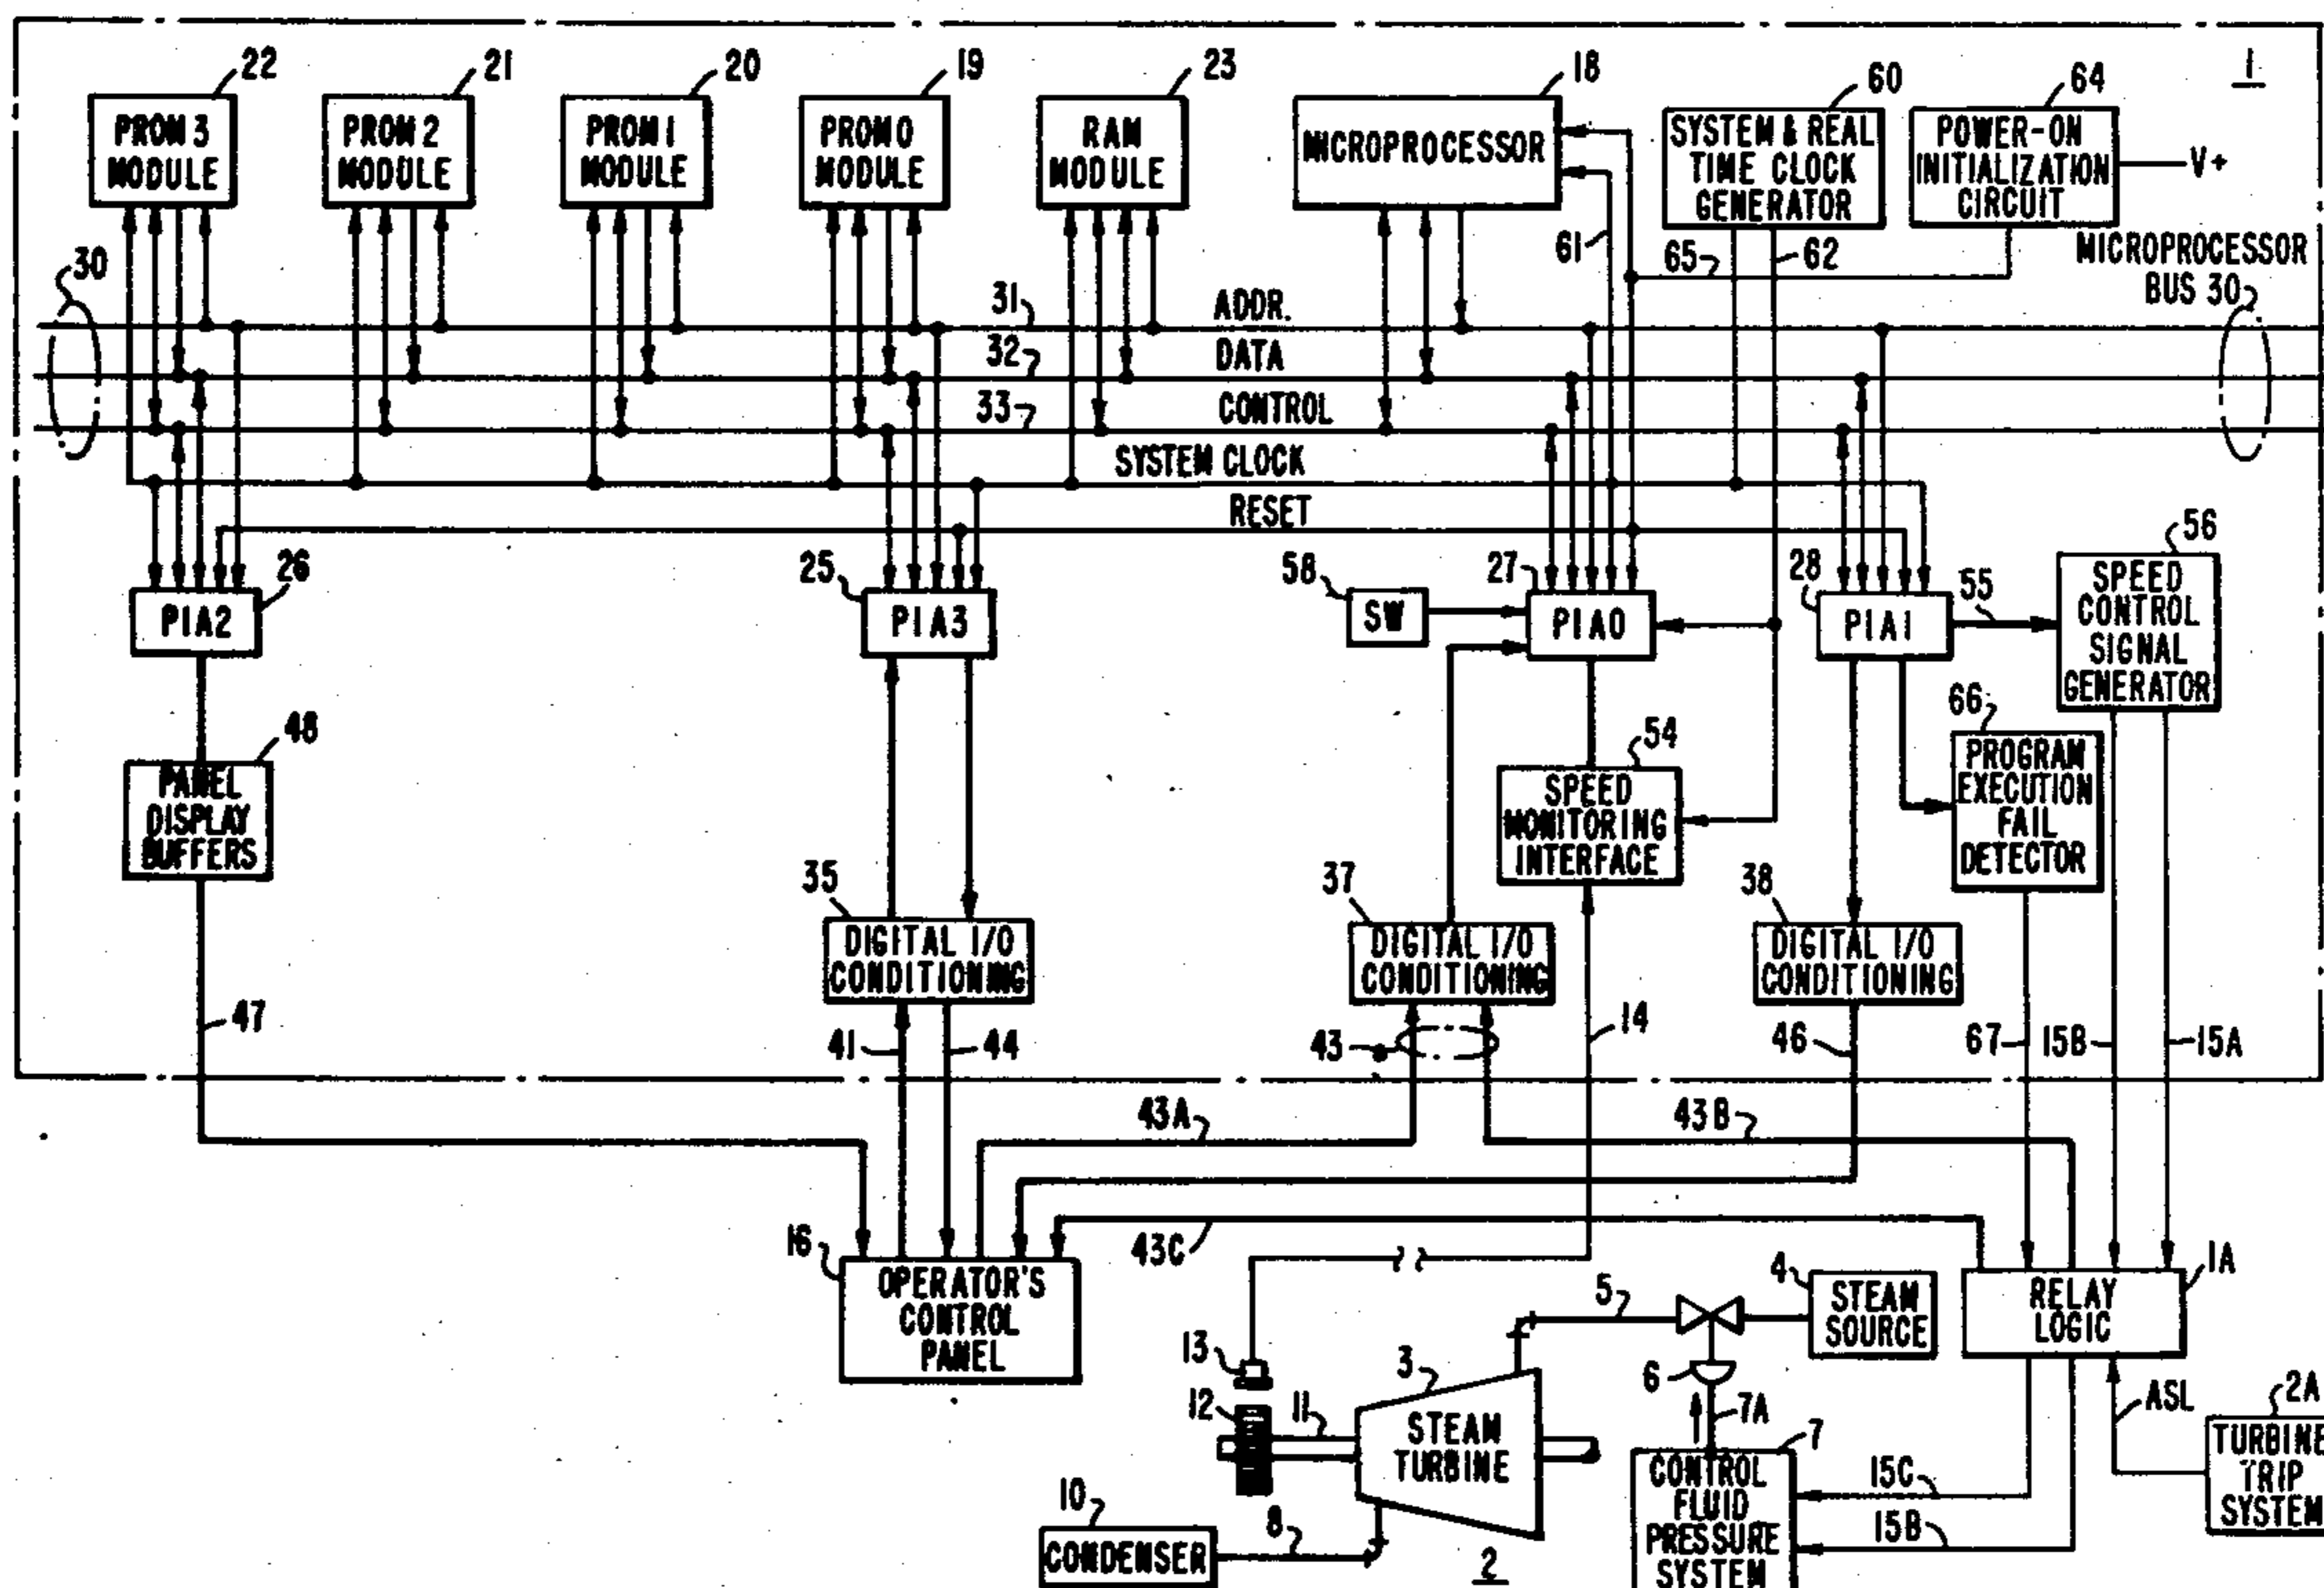 22
21
20
19
23
18
60
64
1
PROM 3
MODULE
PROM 2
MODULE
PROM 1
MODULE
PROM 0
MODULE
RAM
MODULE
MICROPROCESSOR
SYSTEM & REAL
TIME CLOCK
GENERATOR
POWER-ON
INITIALIZATION
CIRCUIT
V+
61
65
62
MICROPROCESSOR
BUS 30
30
31
ADDR.
32
DATA
33
CONTROL
SYSTEM CLOCK
RESET
26
25
58
27
28
55
56
PIA2
PIA3
SW
PIA0
PIA1
SPEED
CONTROL
SIGNAL
GENERATOR
48
54
66
PANEL
DISPLAY
BUFFERS
SPEED
MONITORING
INTERFACE
PROGRAM
EXECUTION
FAIL
DETECTOR
35
37
38
DIGITAL I/O
CONDITIONING
DIGITAL I/O
CONDITIONING
DIGITAL I/O
CONDITIONING
47
41
44
43
14
46
67
15B
15A
43A
43B
43C
16
OPERATOR'S
CONTROL
PANEL
13
12
11
3
STEAM
TURBINE
5
4
STEAM
SOURCE
6
7A
7
1A
RELAY
LOGIC
ASL
2A
TURBINE
TRIP
SYSTEM
CONTROL
FLUID
PRESSURE
SYSTEM
15C
15B
10
CONDENSER
8
2